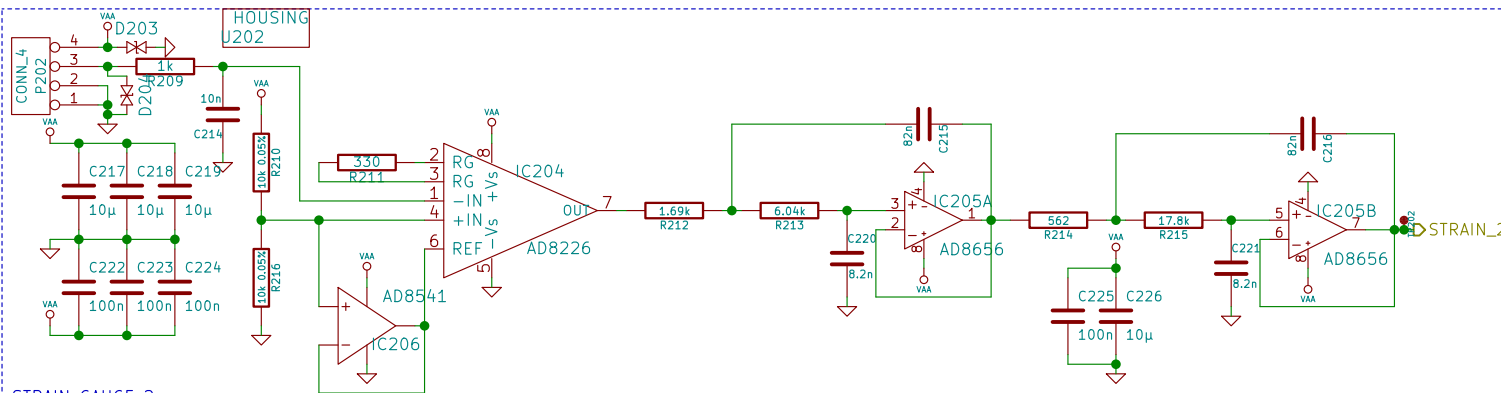 HOUSING
U202
VAA
D203
CONN_4
P202
4
3
2
1
1k
R209
D204
10n
C214
VAA
VAA
10k 0.05%
R210
C217
C218
C219
10µ
10µ
10µ
C222
C223
C224
100n
100n
100n
VAA
10k 0.05%
R216
330
R211
VAA
8
2
RG
3
RG
1
-IN
4
+IN
6
REF
+Vs
-Vs
5
OUT
7
IC204
AD8226
VAA
AD8541
IC206
+
−
1.69k
R212
6.04k
R213
82n
C215
C220
8.2n
3
2
4
8
1
+
-
−
+
IC205A
AD8656
VAA
562
R214
17.8k
R215
VAA
C225
C226
100n
10µ
82n
C216
C221
8.2n
5
6
4
8
7
+
-
−
+
IC205B
AD8656
VAA
STRAIN_2
STRAIN GAUGE 2